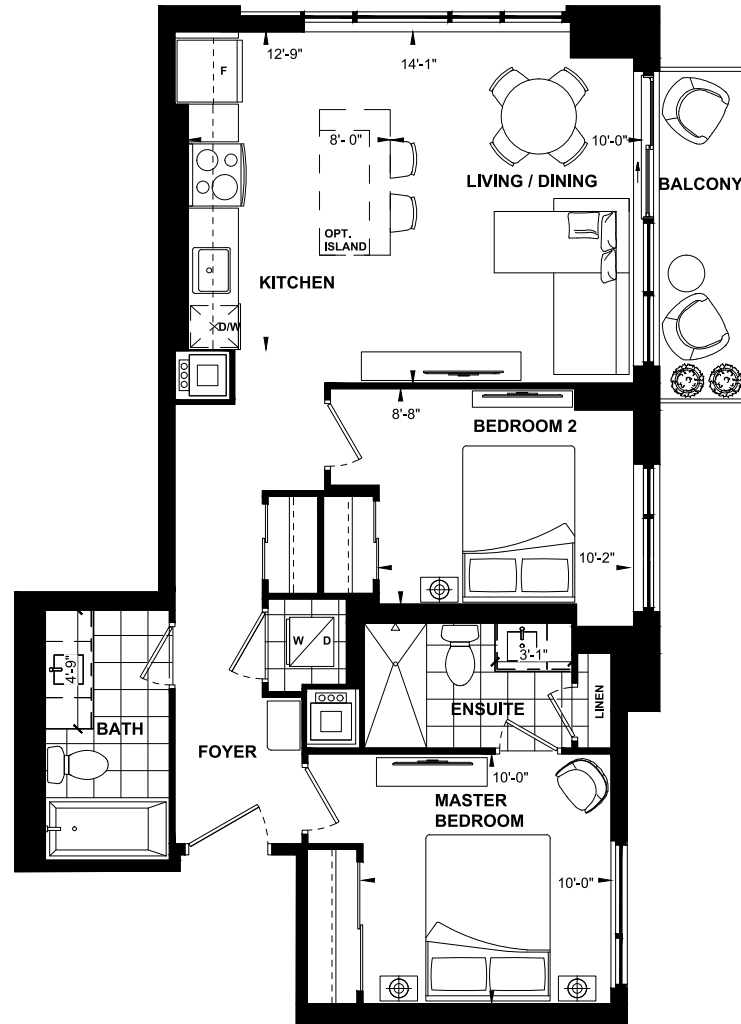 12'-9"
14'-1"
F
8'- 0"
10'-0"
LIVING / DINING
BALCONY
OPT.
ISLAND
KITCHEN
D/W
8'-8"
BEDROOM 2
10'-2"
W
D
3'-1"
4'-9"
LINEN
ENSUITE
BATH
FOYER
10'-0"
MASTER
BEDROOM
10'-0"